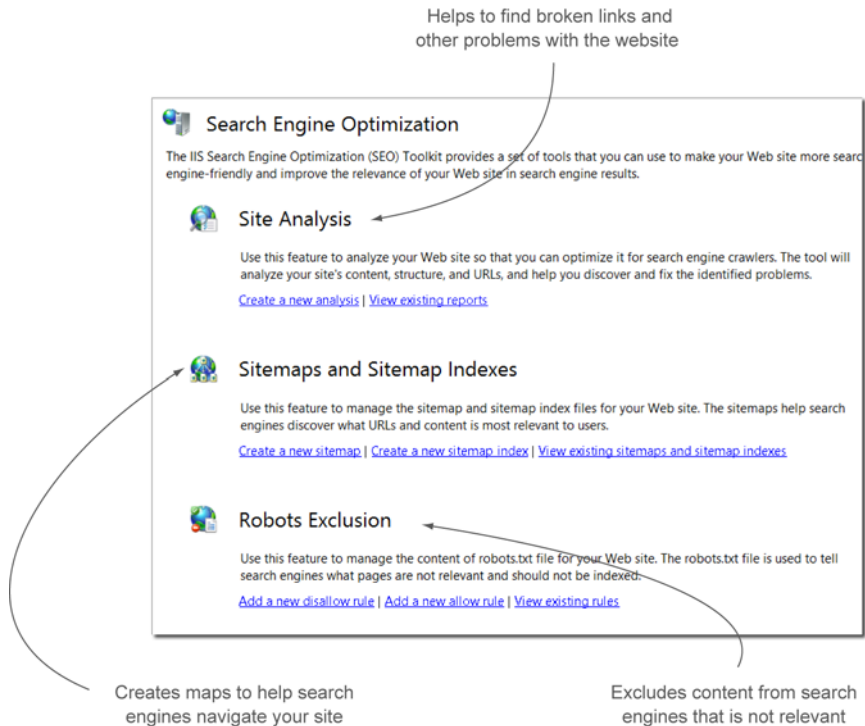 Helps to find broken links and
other problems with the website
Search Engine Optimization
The IIS Search Engine Optimization (SEO) Toolkit provides a set of tools that you can use to make your Web site more searc
engine-friendly and improve the relevance of your Web site in search engine results.
Site Analysis
Use this feature to analyze your Web site so that you can optimize it for search engine crawlers. The tool will
analyze your site's content, structure, and URLs, and help you discover and fix the identified problems.
Create a new analysis | View existing reports
Sitemaps and Sitemap Indexes
Use this feature to manage the sitemap and sitemap index files for your Web site. The sitemaps help search
engines discover what URLs and content is most relevant to users.
Create a new sitemap | Create a new sitemap index | View existing sitemaps and sitemap indexes
Robots Exclusion
Use this feature to manage the content of robots.txt file for your Web site. The robots.txt file is used to tell
search engines what pages are not relevant and should not be indexed.
Add a new disallow rule | Add a new allow rule | View existing rules
Creates maps to help search
engines navigate your site
Excludes content from search
engines that is not relevant